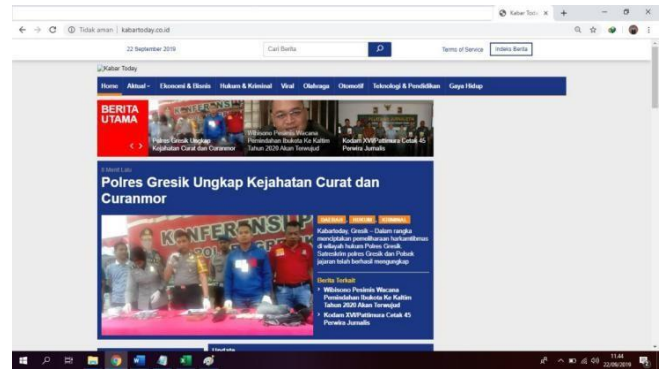 Kabar Toda
Tidak aman | kabartoday.co.id
22 September 2019
Cari Berita
Terms of Service
Indeks Berita
Kabar Today
Home Aktual Ekonomi & Bisnis Hukum & Kriminal Viral Olahraga Otomotif Teknologi & Pendidikan Gaya Hidup
BERITA
UTAMA
Polres Gresik Ungkap
Kejahatan Curat dan Curanmor
Wibisono Pesimis Wacana
Pemindahan Ibukota Ke Kaltim
Tahun 2020 Akan Terwujud
Kodam XVI/Pattimura Cetak 45
Perwira Jurnalis
8 Menit Lalu
Polres Gresik Ungkap Kejahatan Curat dan
Curanmor
KONFERENSI P
DAERAH HUKUM KRIMINAL
Kabartoday, Gresik – Dalam rangka
menciptakan pemeliharaan harkamtibmas
di wilayah hukum Polres Gresik.
Satreskrim polres Gresik dan Polsek
jajaran telah berhasil mengungkap
Berita Terkait
Wibisono Pesimis Wacana
Pemindahan Ibukota Ke Kaltim
Tahun 2020 Akan Terwujud
Kodam XVI/Pattimura Cetak 45
Perwira Jurnalis
Update
11.44
22/09/2019